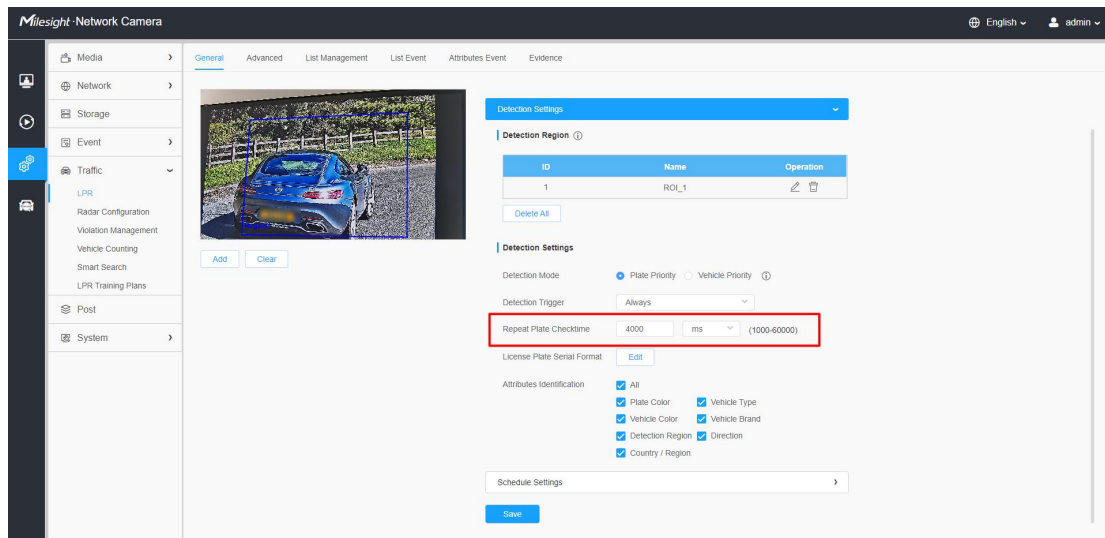 Milesight · Network Camera
English
admin
Media
Network
Storage
Event
Traffic
LPR
Radar Configuration
Violation Management
Vehicle Counting
Smart Search
LPR Training Plans
Post
System
General Advanced List Management List Event Attributes Event Evidence
Add Clear
Detection Settings
Detection Region
ID Name Operation
1 ROI_1
Delete All
Detection Settings
Detection Mode Plate Priority Vehicle Priority
Detection Trigger Always
Repeat Plate Checktime 4000 ms (1000-60000)
License Plate Serial Format Edit
Attributes Identification All
Plate Color Vehicle Type
Vehicle Color Vehicle Brand
Detection Region Direction
Country / Region
Schedule Settings
Save